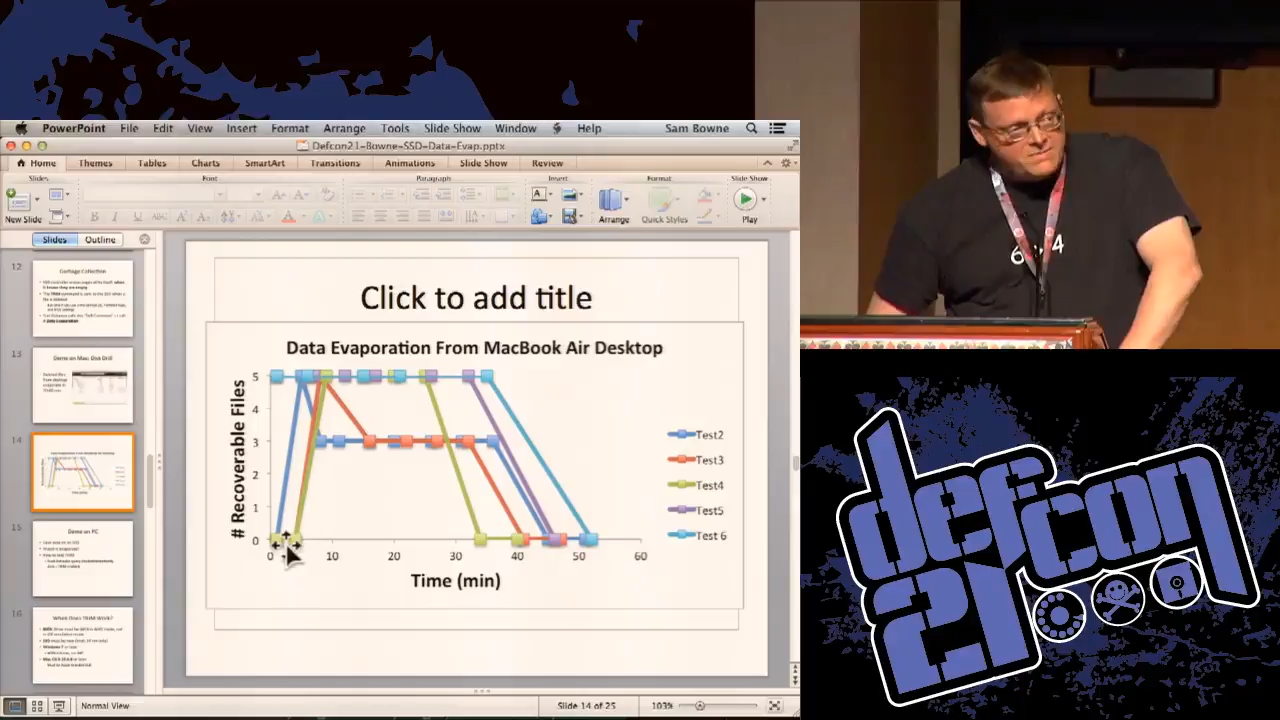 PowerPoint File Edit View Insert Format Arrange Tools Slide Show Window Help Sam Bowne
Defcon21-Bowne-SSD-Data-Evap.pptx
Home Themes Tables Charts SmartArt Transitions Animations Slide Show Review
Slides Font Paragraph Insert Format Slide Show
New Slide Arrange Quick Styles Play
Slides Outline
12
Garbage Collection
13
Demo on Mac: Disk Drill
14
15
Demo on PC
16
When Does TRIM Work?
Click to add title
Data Evaporation From MacBook Air Desktop
# Recoverable Files
5
4
3
2
1
0
0 10 20 30 40 50 60
Time (min)
Test2
Test3
Test4
Test5
Test 6
Normal View Slide 14 of 25 103%
defcon
21